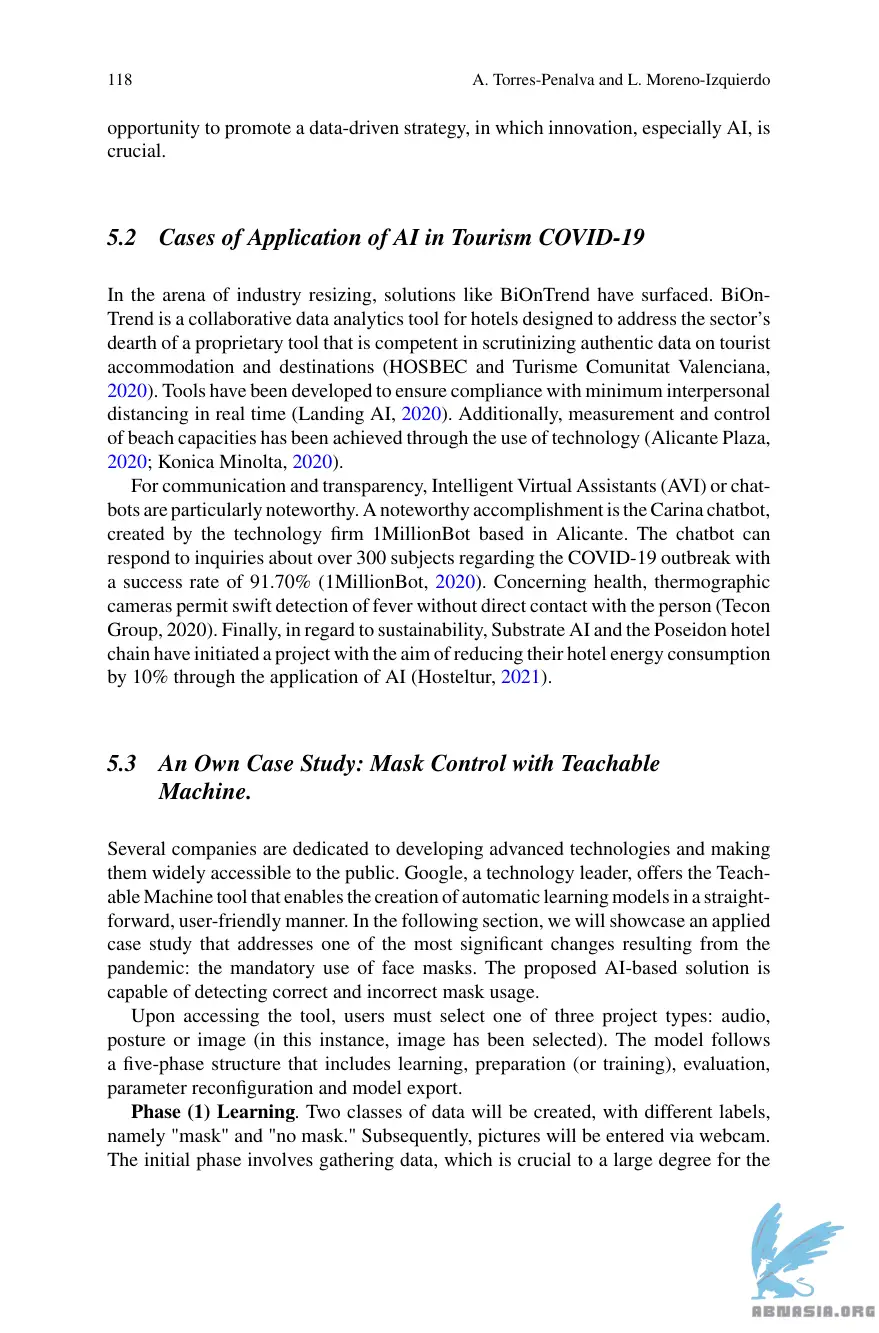 118
A. Torres-Penalva and L. Moreno-Izquierdo
opportunity to promote a data-driven strategy, in which innovation, especially AI, is
crucial.
5.2 Cases of Application of AI in Tourism COVID-19
In the arena of industry resizing, solutions like BiOnTrend have surfaced. BiOn-
Trend is a collaborative data analytics tool for hotels designed to address the sector's
dearth of a proprietary tool that is competent in scrutinizing authentic data on tourist
accommodation and destinations (HOSBEC and Turisme Comunitat Valenciana,
2020). Tools have been developed to ensure compliance with minimum interpersonal
distancing in real time (Landing AI, 2020). Additionally, measurement and control
of beach capacities has been achieved through the use of technology (Alicante Plaza,
2020; Konica Minolta, 2020).
For communication and transparency, Intelligent Virtual Assistants (AVI) or chat-
bots are particularly noteworthy. A noteworthy accomplishment is the Carina chatbot,
created by the technology firm 1MillionBot based in Alicante. The chatbot can
respond to inquiries about over 300 subjects regarding the COVID-19 outbreak with
a success rate of 91.70% (1MillionBot, 2020). Concerning health, thermographic
cameras permit swift detection of fever without direct contact with the person (Tecon
Group, 2020). Finally, in regard to sustainability, Substrate AI and the Poseidon hotel
chain have initiated a project with the aim of reducing their hotel energy consumption
by 10% through the application of AI (Hosteltur, 2021).
5.3 An Own Case Study: Mask Control with Teachable
Machine.
Several companies are dedicated to developing advanced technologies and making
them widely accessible to the public. Google, a technology leader, offers the Teach-
able Machine tool that enables the creation of automatic learning models in a straight-
forward, user-friendly manner. In the following section, we will showcase an applied
case study that addresses one of the most significant changes resulting from the
pandemic: the mandatory use of face masks. The proposed AI-based solution is
capable of detecting correct and incorrect mask usage.
Upon accessing the tool, users must select one of three project types: audio,
posture or image (in this instance, image has been selected). The model follows
a five-phase structure that includes learning, preparation (or training), evaluation,
parameter reconfiguration and model export.
Phase (1) Learning. Two classes of data will be created, with different labels,
namely "mask" and "no mask." Subsequently, pictures will be entered via webcam.
The initial phase involves gathering data, which is crucial to a large degree for the
ABNASIA.ORG